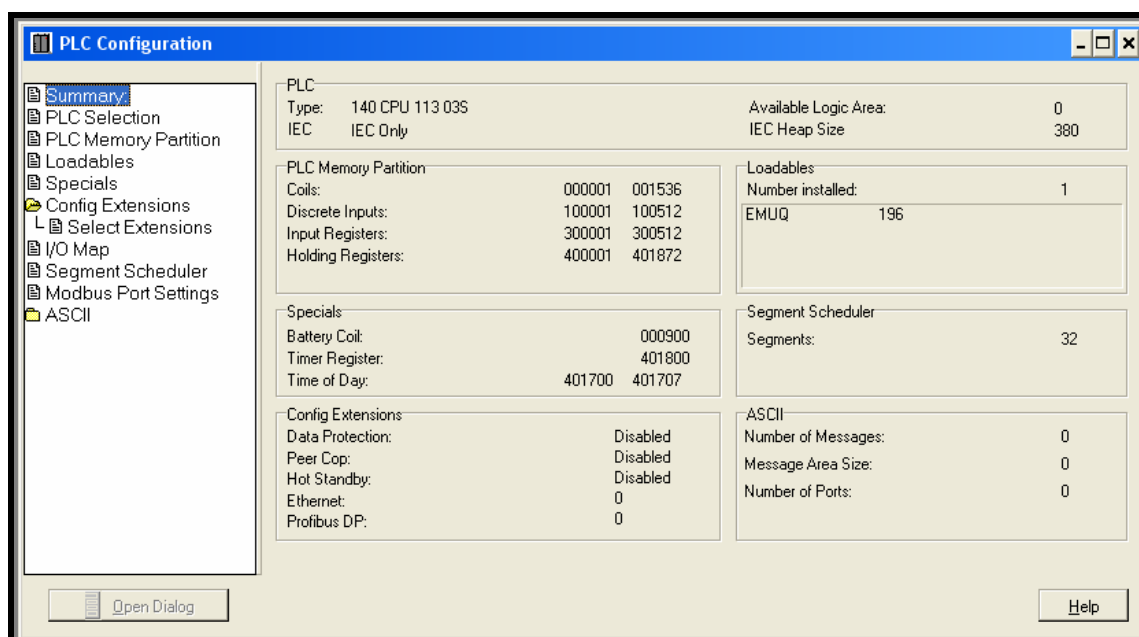 PLC Configuration
Summary:
PLC Selection
PLC Memory Partition
Loadables
Specials
Config Extensions
Select Extensions
I/O Map
Segment Scheduler
Modbus Port Settings
ASCII
Open Dialog
PLC
Type: 140 CPU 113 03S
IEC IEC Only
Available Logic Area: 0
IEC Heap Size 380
PLC Memory Partition
Coils: 000001 001536
Discrete Inputs: 100001 100512
Input Registers: 300001 300512
Holding Registers: 400001 401872
Loadables
Number installed: 1
EMUQ 196
Specials
Battery Coil: 000900
Timer Register: 401800
Time of Day: 401700 401707
Segment Scheduler
Segments: 32
Config Extensions
Data Protection: Disabled
Peer Cop: Disabled
Hot Standby: Disabled
Ethernet: 0
Profibus DP: 0
ASCII
Number of Messages: 0
Message Area Size: 0
Number of Ports: 0
Help